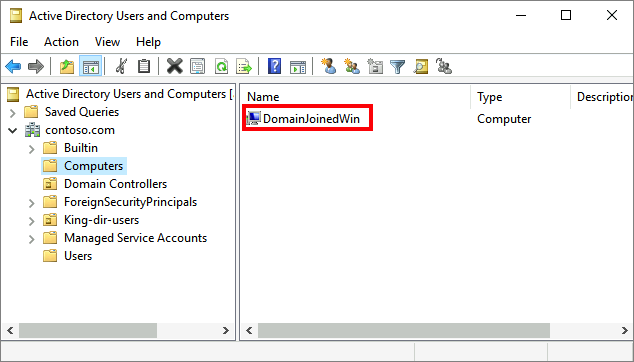 Active Directory Users and Computers
File Action View Help
Active Directory Users and Computers [
Saved Queries
contoso.com
Builtin
Computers
Domain Controllers
ForeignSecurityPrincipals
King-dir-users
Managed Service Accounts
Users
Name Type Description
DomainJoinedWin Computer